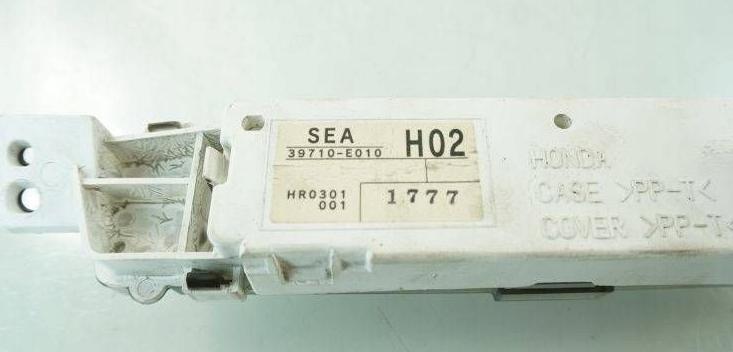 SEA H02
39710-E010
HR0301 1777
001
HONDA
CASE >PP-T<
COVER >PP-T<